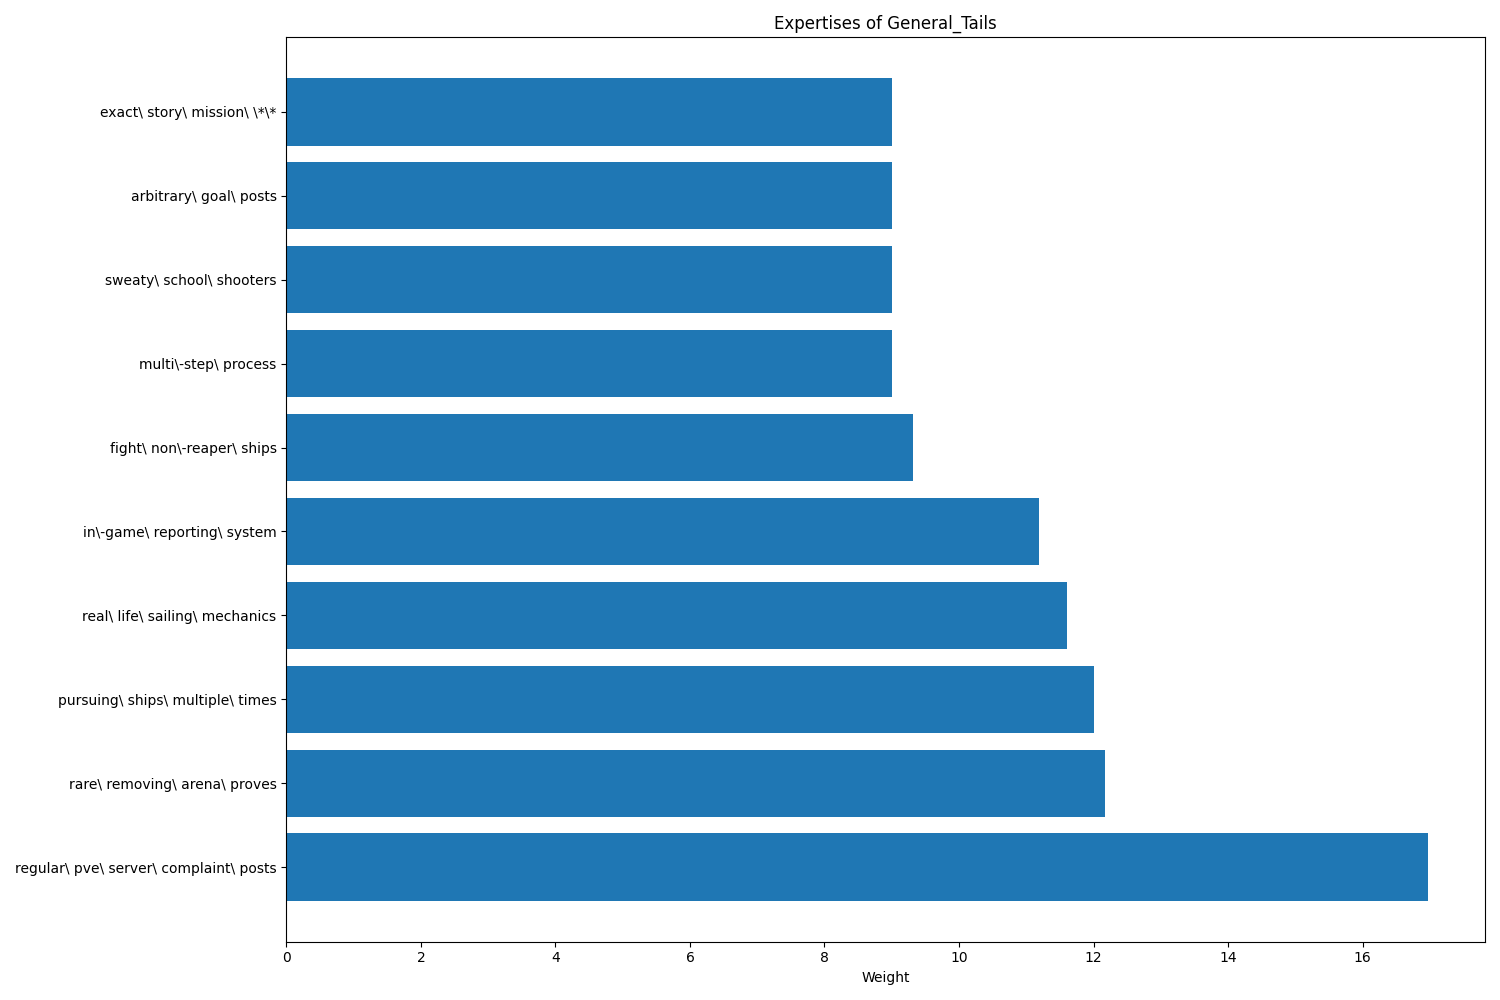 Expertises of General_Tails
exact\ story\ mission\ \*\*
arbitrary\ goal\ posts
sweaty\ school\ shooters
multi\-step\ process
fight\ non\-reaper\ ships
in\-game\ reporting\ system
real\ life\ sailing\ mechanics
pursuing\ ships\ multiple\ times
rare\ removing\ arena\ proves
regular\ pve\ server\ complaint\ posts
0 2 4 6 8 10 12 14 16
Weight